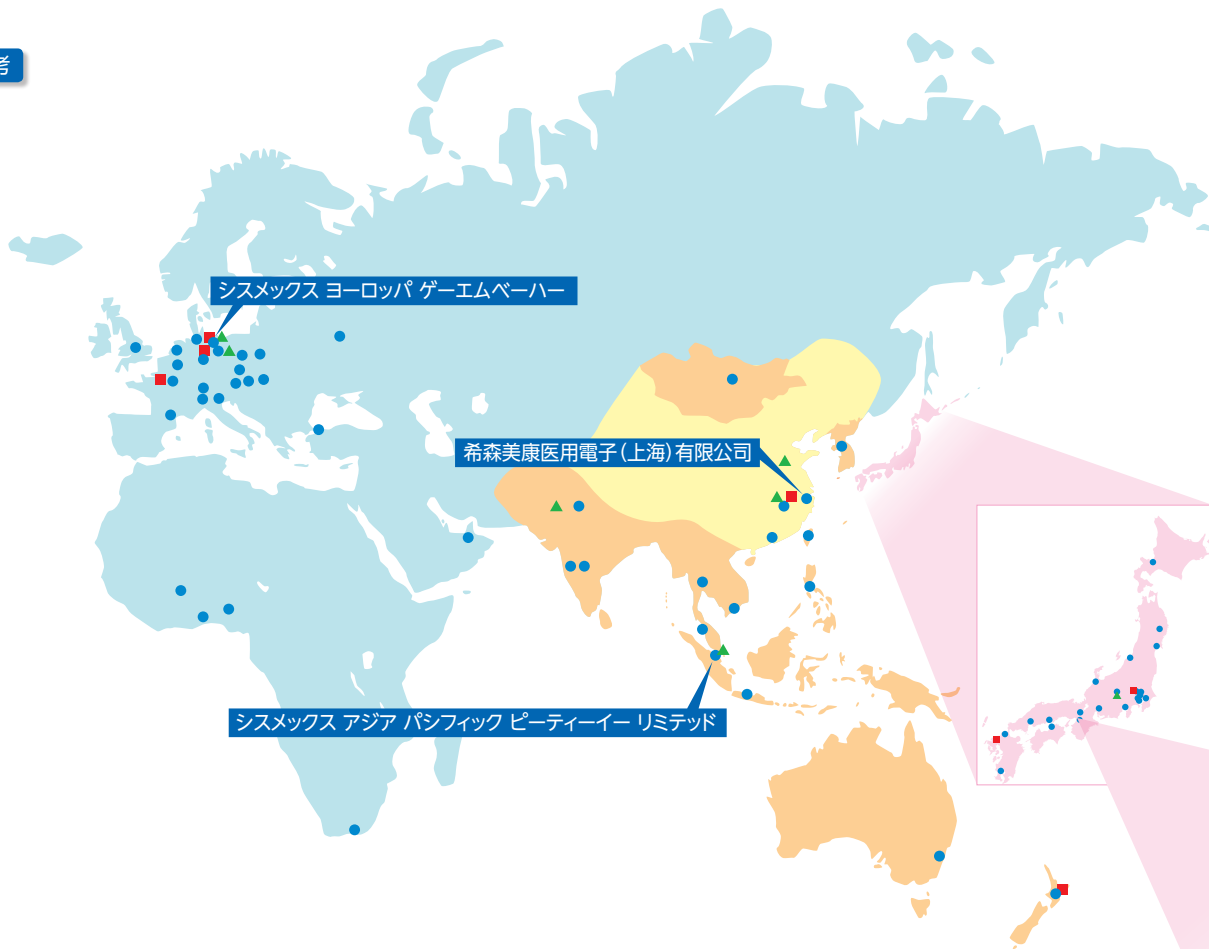 考
シスメックス ヨーロッパ ゲーエムベーハー
希森美康医用電子(上海)有限公司
シスメックス アジア パシフィック ピーティーイー リミテッド